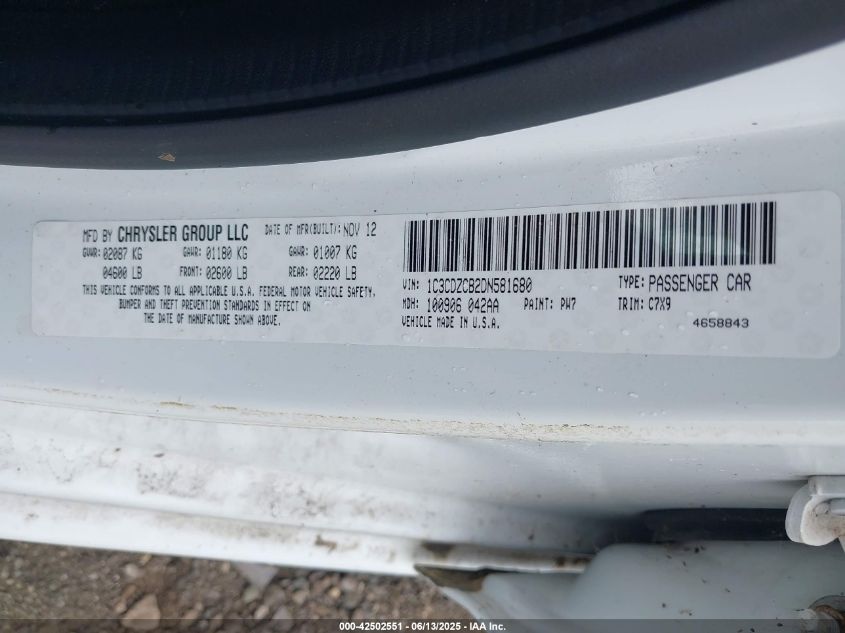 MFD BY CHRYSLER GROUP LLC DATE OF MFR(BUILT): NOV 12
GVWR: 02087 KG GAWR: 01180 KG GAWR: 01007 KG
04600 LB FRONT: 02600 LB REAR: 02220 LB
THIS VEHICLE CONFORMS TO ALL APPLICABLE U.S.A. FEDERAL MOTOR VEHICLE SAFETY,
BUMPER AND THEFT PREVENTION STANDARDS IN EFFECT ON
THE DATE OF MANUFACTURE SHOWN ABOVE.
VIN: 1C3CDZCB2DN581680 TYPE: PASSENGER CAR
MDH: 100906 042AA PAINT: PW7 TRIM: C7X9
VEHICLE MADE IN U.S.A. 4658843
000-42502551 - 06/13/2025 - IAA Inc.